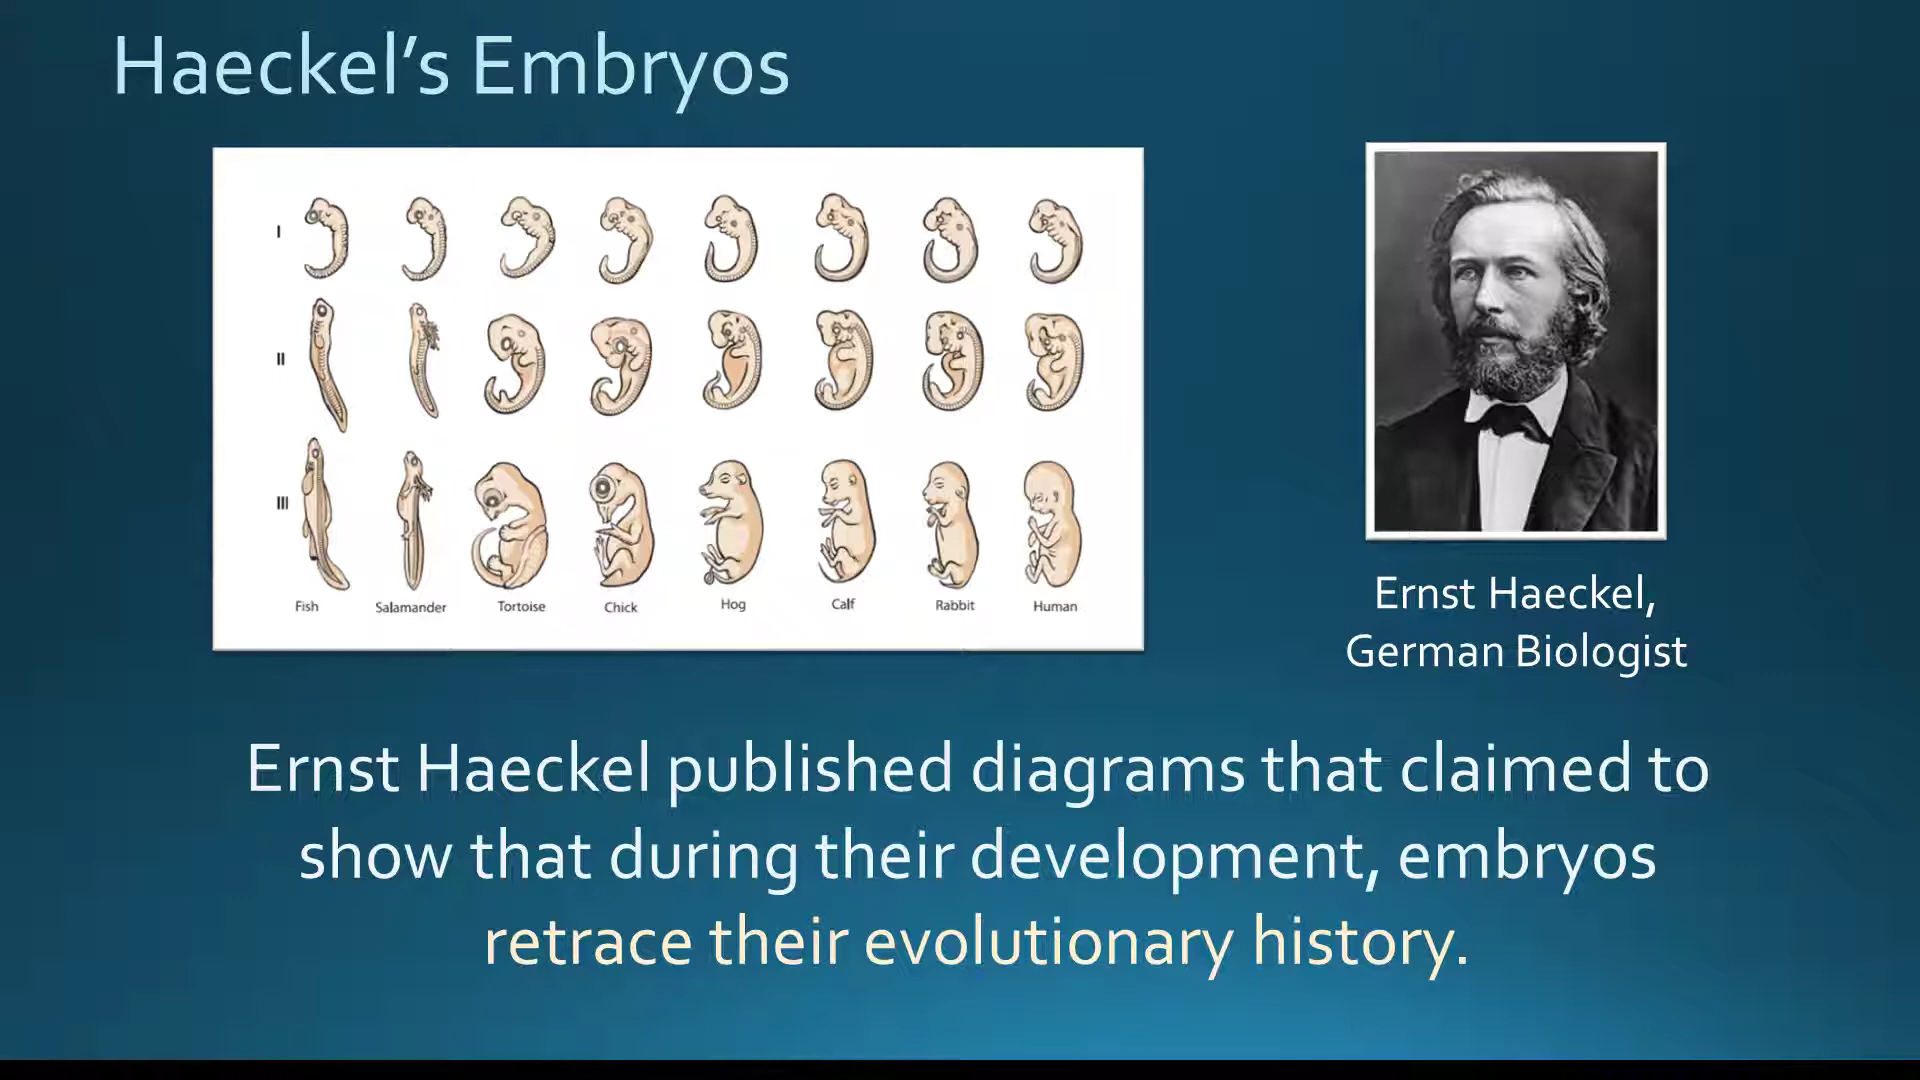 Haeckel’s Embryos
I
II
III
Fish Salamander Tortoise Chick Hog Calf Rabbit Human
Ernst Haeckel,
German Biologist
Ernst Haeckel published diagrams that claimed to
show that during their development, embryos
retrace their evolutionary history.